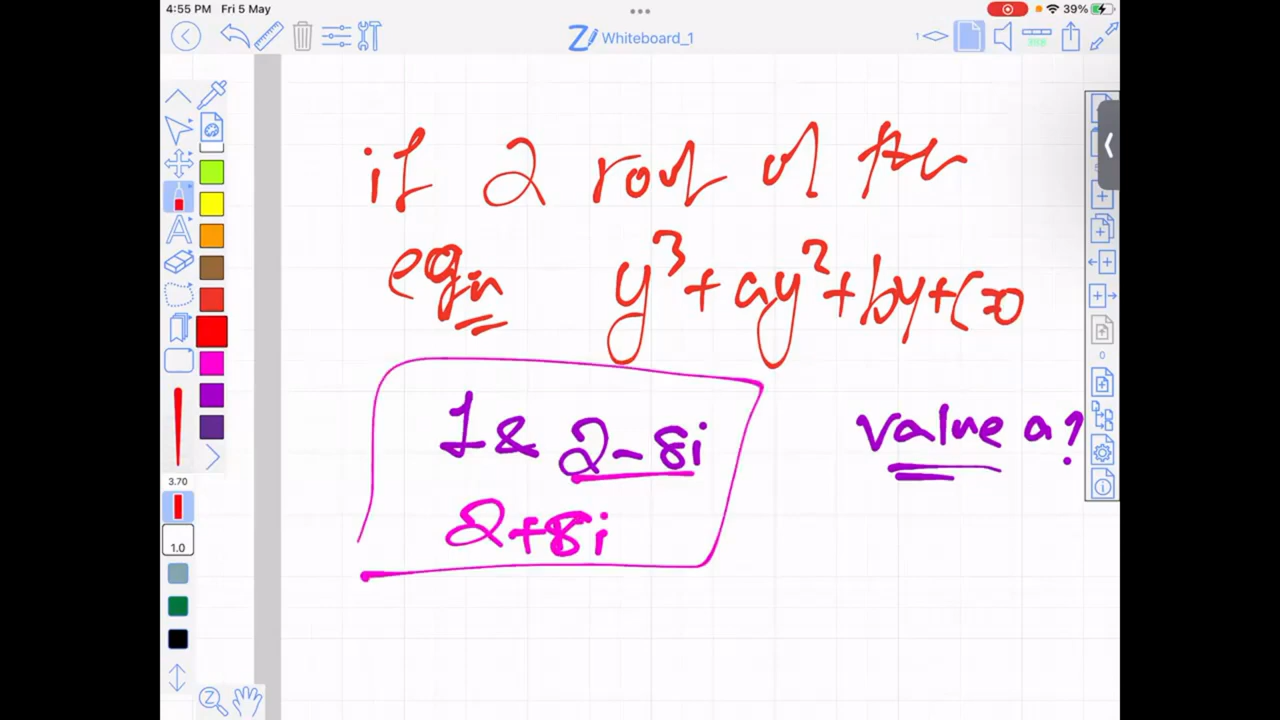 4:55 PM Fri 5 May
39%
Whiteboard_1
if 2 root of the
eqn y³ + ay² + by + c = 0
1 & 2 - 8i
value a?
2 + 8i
3.70
1.0
0